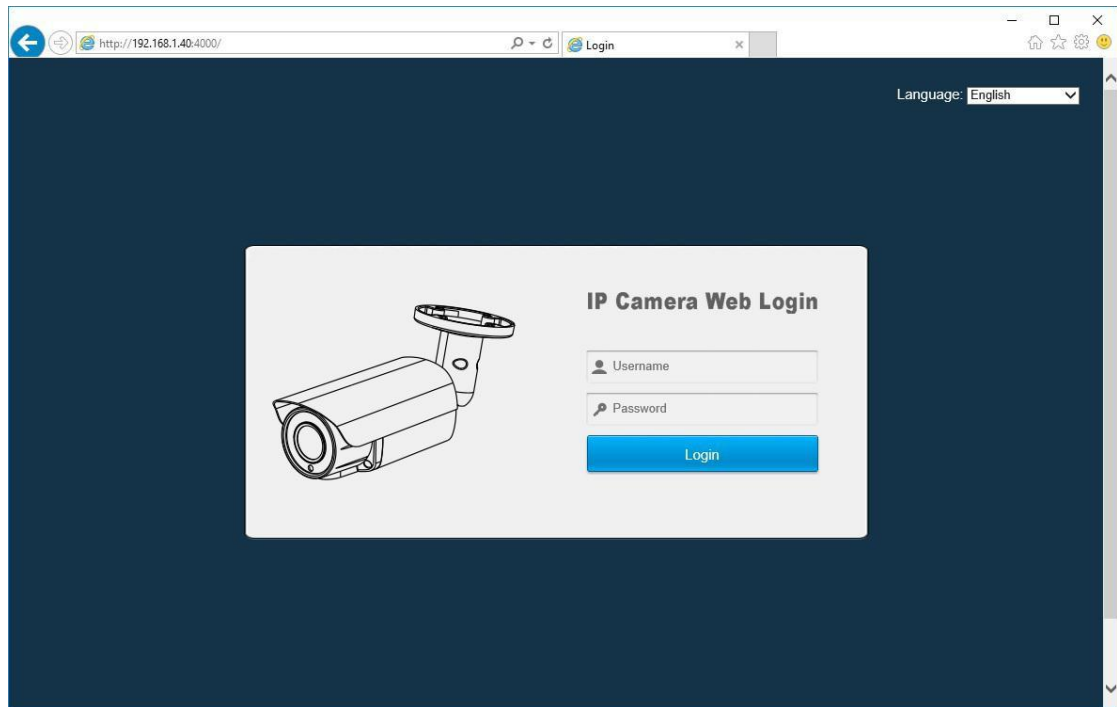 http://192.168.1.40:4000/
Login
Language: English
IP Camera Web Login
Username
Password
Login